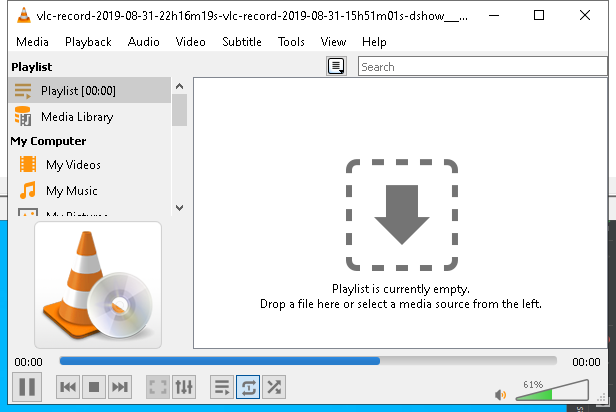 vlc-record-2019-08-31-22h16m19s-vlc-record-2019-08-31-15h51m01s-dshow__...
Media Playback Audio Video Subtitle Tools View Help
Playlist
Search
Playlist [00:00]
Media Library
My Computer
My Videos
My Music
My Pictures
Playlist is currently empty.
Drop a file here or select a media source from the left.
00:00
00:00
61%